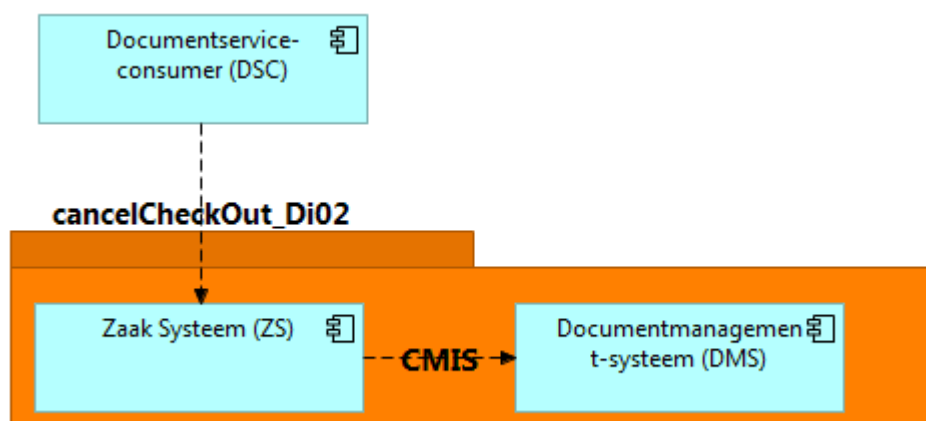 Documentservice-
consumer (DSC)
cancelCheckOut_Di02
Zaak Systeem (ZS)
CMIS
Documentmanagemen
t-systeem (DMS)